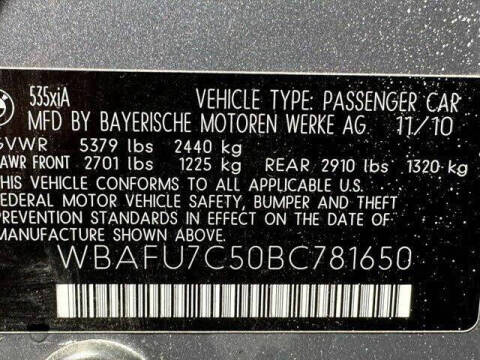 535xiA VEHICLE TYPE: PASSENGER CAR
MFD BY BAYERISCHE MOTOREN WERKE AG 11/10
GVWR 5379 lbs 2440 kg
GAWR FRONT 2701 lbs 1225 kg REAR 2910 lbs 1320 kg
THIS VEHICLE CONFORMS TO ALL APPLICABLE U.S.
FEDERAL MOTOR VEHICLE SAFETY, BUMPER AND THEFT
PREVENTION STANDARDS IN EFFECT ON THE DATE OF
MANUFACTURE SHOWN ABOVE.
WBAFU7C50BC781650